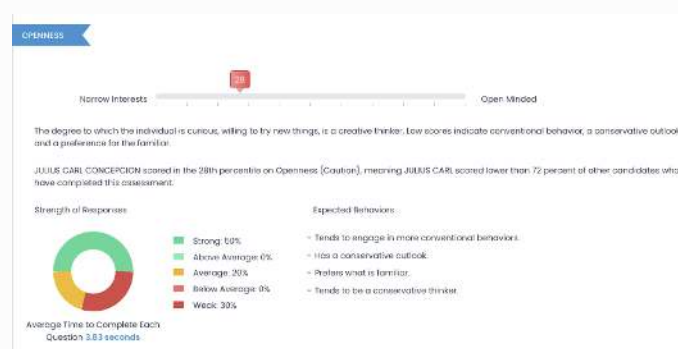 OPENNESS
28
Narrow Interests
Open Minded
The degree to which the individual is curious, willing to try new things, is a creative thinker. Low scores indicate conventional behavior, a conservative outlook
and a preference for the familiar.
JULIUS CARL CONCEPCION scored in the 28th percentile on Openness (Caution), meaning JULIUS CARL scored lower than 72 percent of other candidates who
have completed this assessment.
Strength of Responses
Strong: 50%
Above Average: 0%
Average: 20%
Below Average: 0%
Weak: 30%
Average Time to Complete Each
Question 3.83 seconds
Expected Behaviors
- Tends to engage in more conventional behaviors.
- Has a conservative outlook.
- Prefers what is familiar.
- Tends to be a conservative thinker.